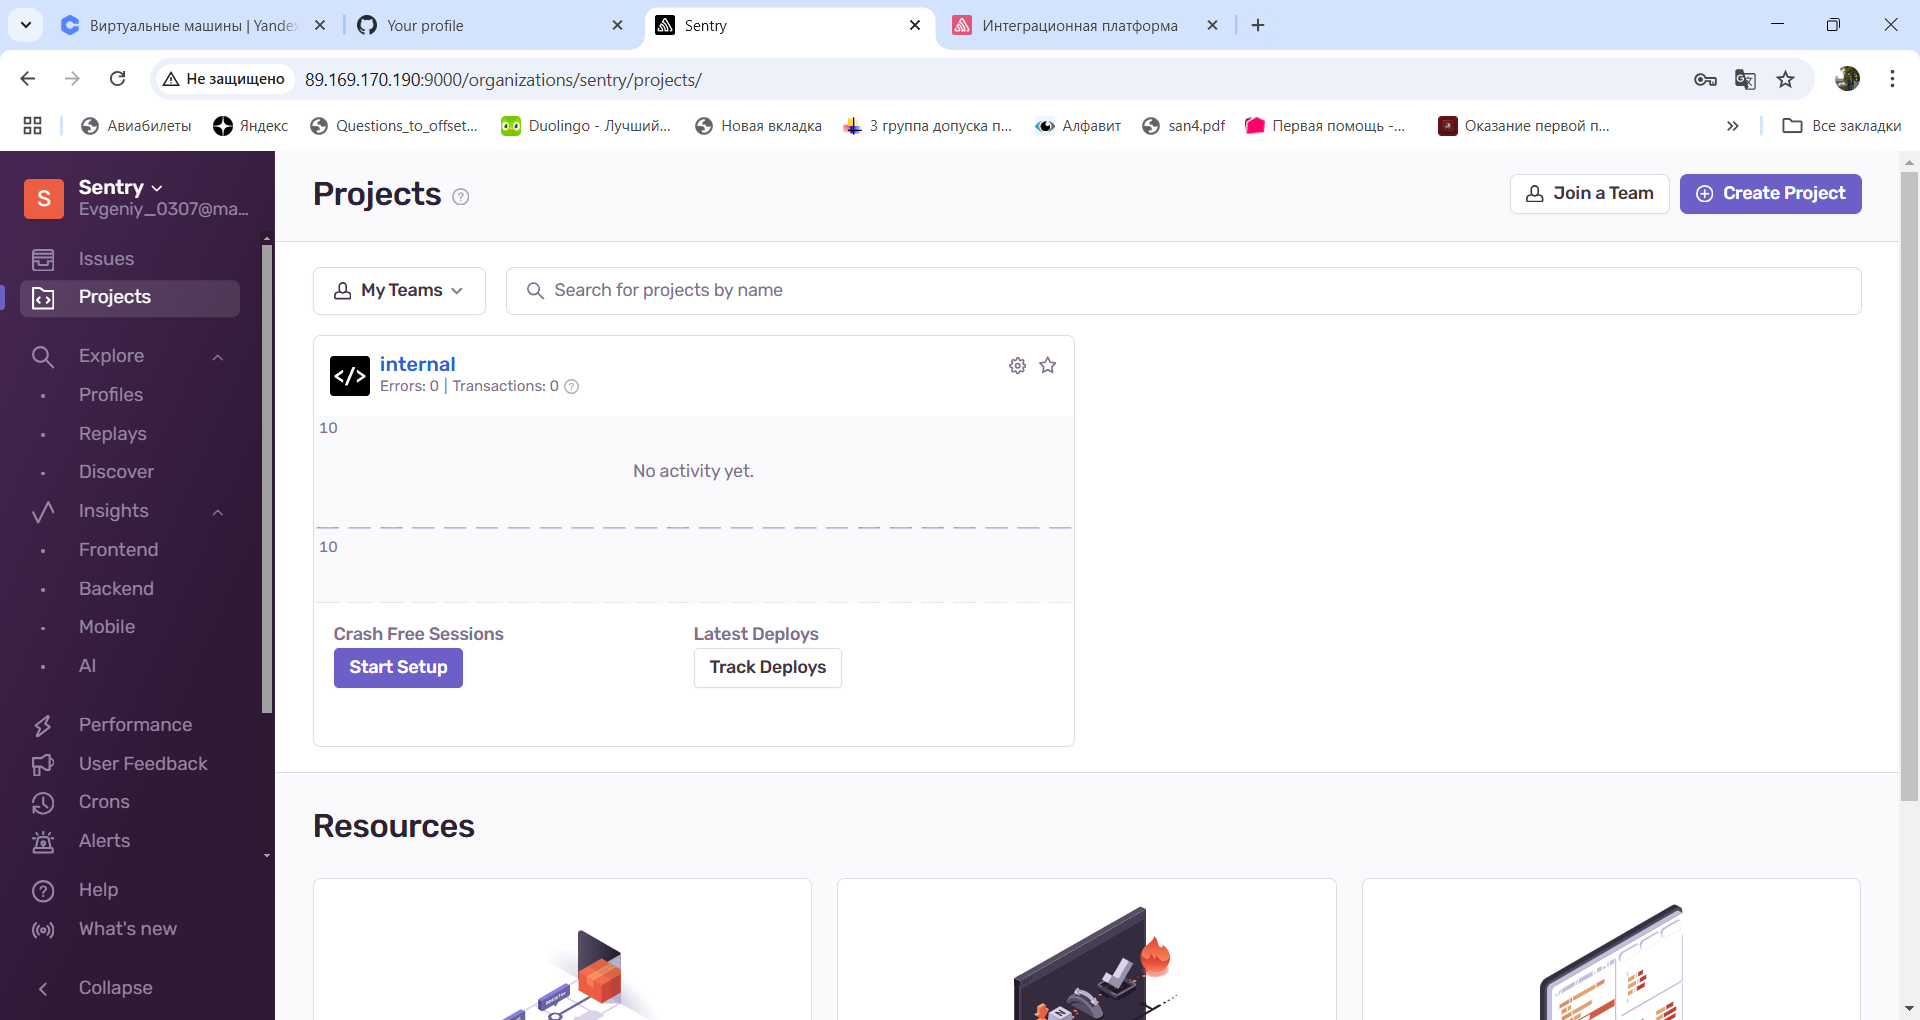 Виртуальные машины | Yande
Your profile
Sentry
Интеграционная платформа
Не защищено
89.169.170.190:9000/organizations/sentry/projects/
Авиабилеты
Яндекс
Questions_to_offset...
Duolingo - Лучший...
Новая вкладка
3 группа допуска п...
Алфавит
san4.pdf
Первая помощь -...
Оказание первой п...
Все закладки
S
Sentry
Evgeniy_0307@ma...
Issues
Projects
Explore
Profiles
Replays
Discover
Insights
Frontend
Backend
Mobile
AI
Performance
User Feedback
Crons
Alerts
Help
What's new
Collapse
Projects
Join a Team
Create Project
My Teams
Search for projects by name
internal
Errors: 0 | Transactions: 0
10
No activity yet.
10
Crash Free Sessions
Latest Deploys
Start Setup
Track Deploys
Resources